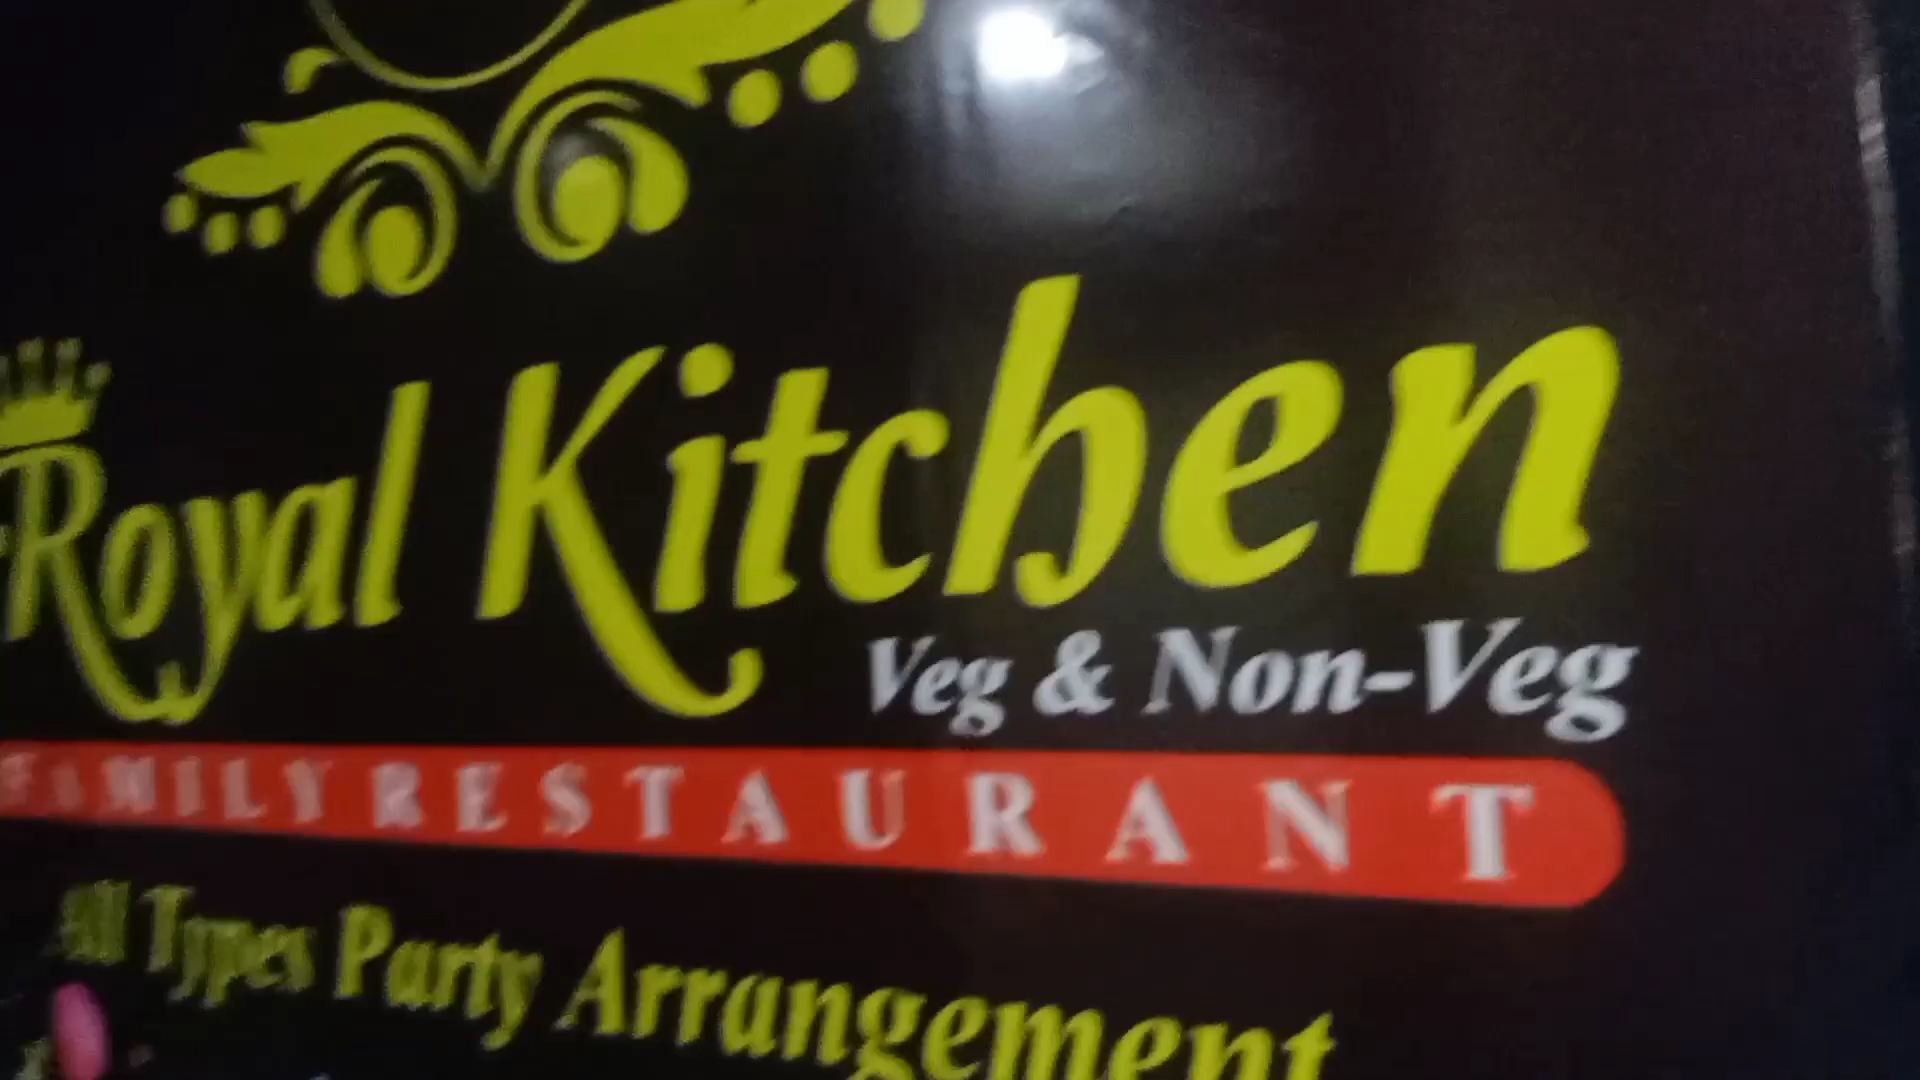 Royal Kitchen
Veg & Non-Veg
FAMILY RESTAURANT
All Types Party Arrangement